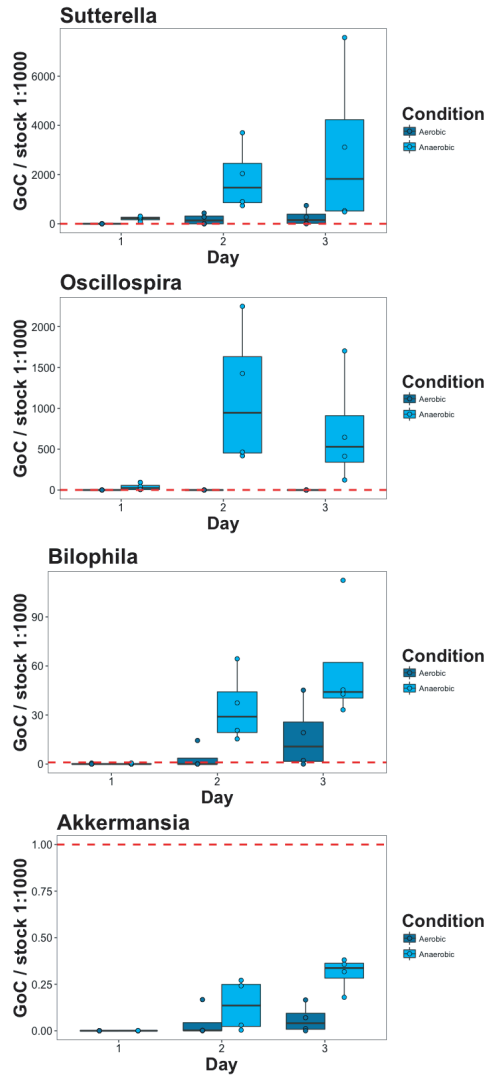 Sutterella
GoC / stock 1:1000
6000
4000
2000
0
1
2
3
Day
Condition
Aerobic
Anaerobic
Oscillospira
GoC / stock 1:1000
2000
1500
1000
500
0
1
2
3
Day
Condition
Aerobic
Anaerobic
Bilophila
GoC / stock 1:1000
90
60
30
0
1
2
3
Day
Condition
Aerobic
Anaerobic
Akkermansia
GoC / stock 1:1000
1.00
0.75
0.50
0.25
0.00
1
2
3
Day
Condition
Aerobic
Anaerobic